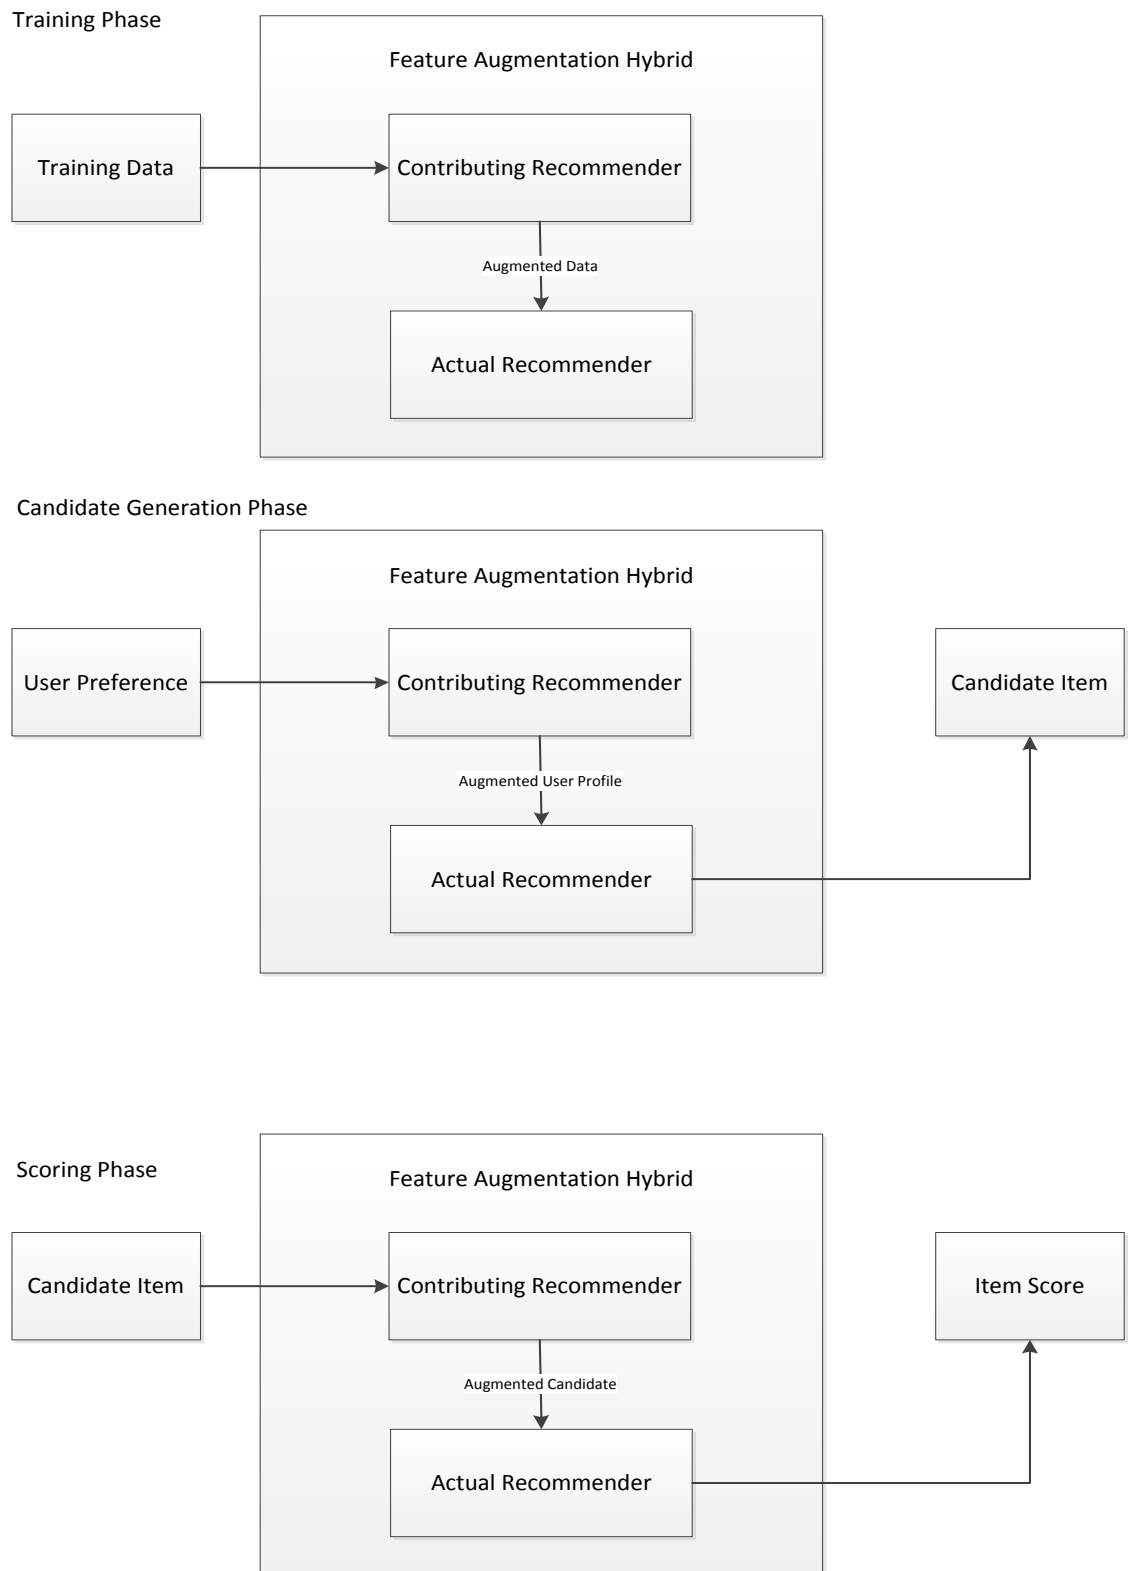 Training Phase
Feature Augmentation Hybrid
Training Data
Contributing Recommender
Augmented Data
Actual Recommender
Candidate Generation Phase
Feature Augmentation Hybrid
User Preference
Contributing Recommender
Candidate Item
Augmented User Profile
Actual Recommender
Scoring Phase
Feature Augmentation Hybrid
Candidate Item
Contributing Recommender
Item Score
Augmented Candidate
Actual Recommender